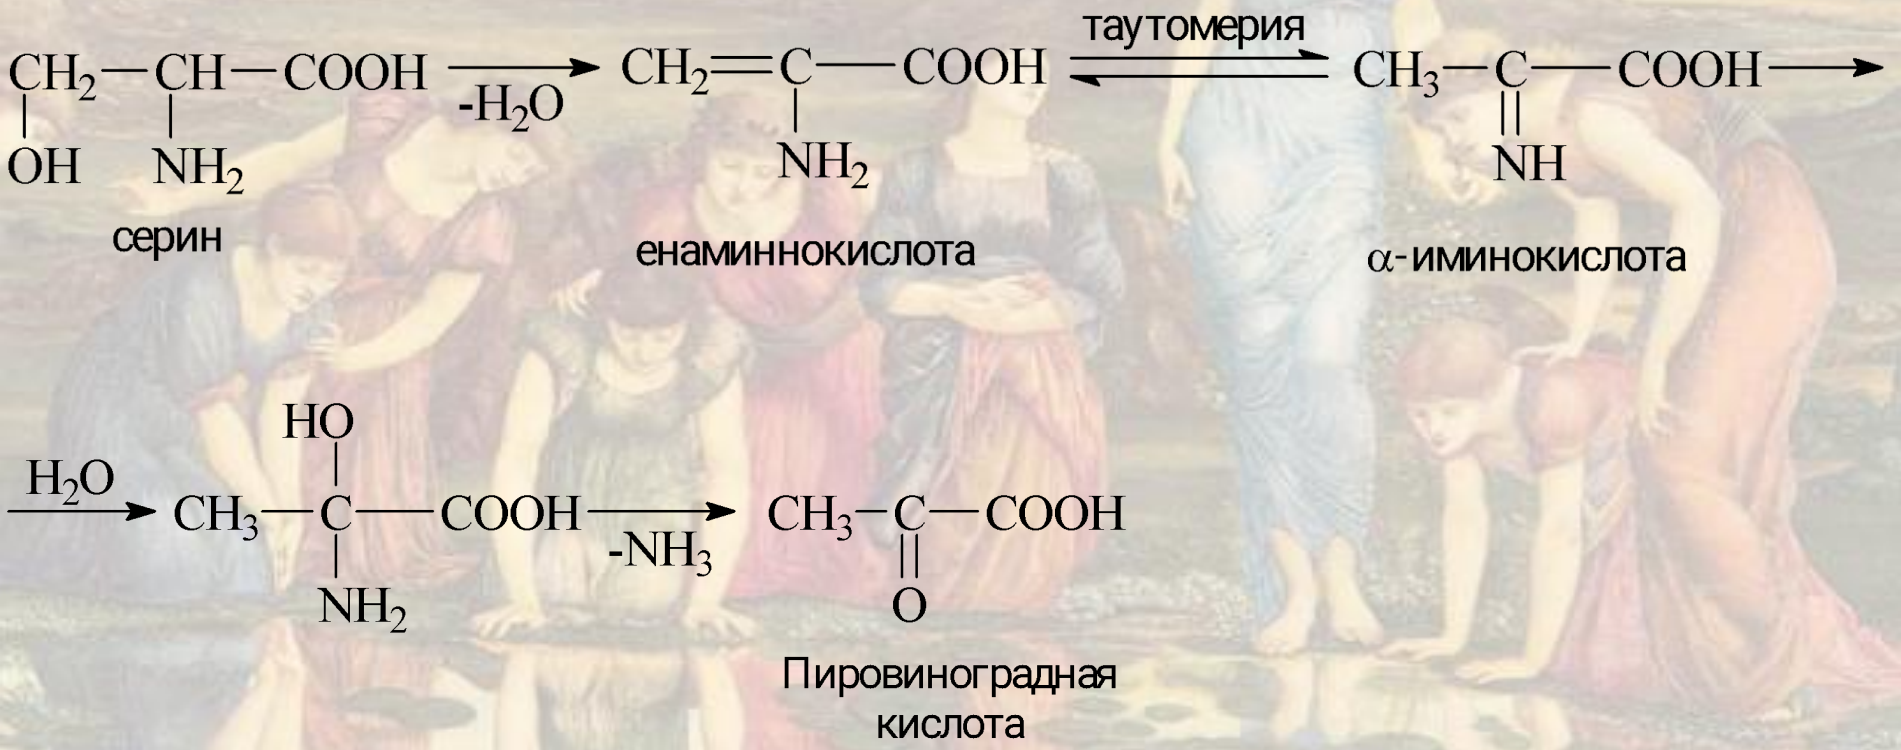 таутомерия
CH₂—CH—COOH -H₂O CH₂=C—COOH CH₃—C—COOH
OH NH₂ NH₂ NH
серин енаминнокислота α-иминокислота
HO
H₂O CH₃—C—COOH -NH₃ CH₃—C—COOH
NH₂ O
Пировиноградная
кислота